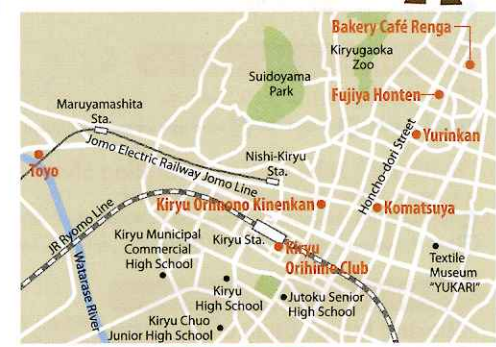 Bakery Café Renga
Kiryugaoka
Zoo
Suidoyama
Park
Fujiya Honten
Maruyamashita
Sta.
Yurinkan
Jomo Electric Railway Jomo Line
Nishi-Kiryu
Sta.
Honcho-dori Street
Toyo
Kiryu Orimono Kinenkan
Komatsuya
JR Ryomo Line
Kiryu Municipal
Commercial
High School
Kiryu Sta.
Kiryu
Orihime Club
Textile
Museum
"YUKARI"
Watarase River
Kiryu
High School
Jutoku Senior
High School
Kiryu Chuo
Junior High School